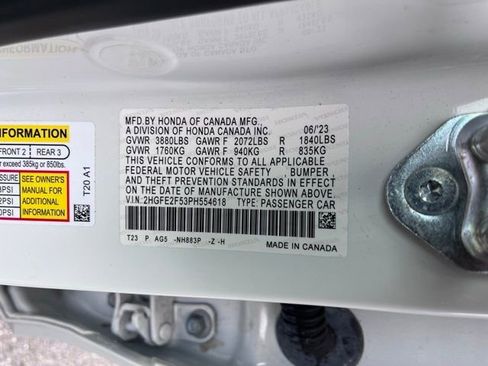 INFORMATION
FRONT 2 REAR 3
exceed 385kg or 850lbs.
SEE OWNER'S
MANUAL FOR
ADDITIONAL
INFORMATION
T20 A1
MFD.BY HONDA OF CANADA MFG., 06/'23
A DIVISION OF HONDA CANADA INC.
GVWR 3880LBS GAWR F 2072LBS R 1840LBS
GVWR 1760KG GAWR F 940KG R 835KG
THIS VEHICLE CONFORMS TO ALL APPLICABLE
FEDERAL MOTOR VEHICLE SAFETY , BUMPER ,
AND THEFT PREVENTION STANDARDS IN EFFECT
ON THE DATE OF MANUFACTURE SHOWN ABOVE.
V.I.N:2HGFE2F53PH554618 TYPE: PASSENGER CAR
T23 P AG5 -NH883P -Z -H
MADE IN CANADA